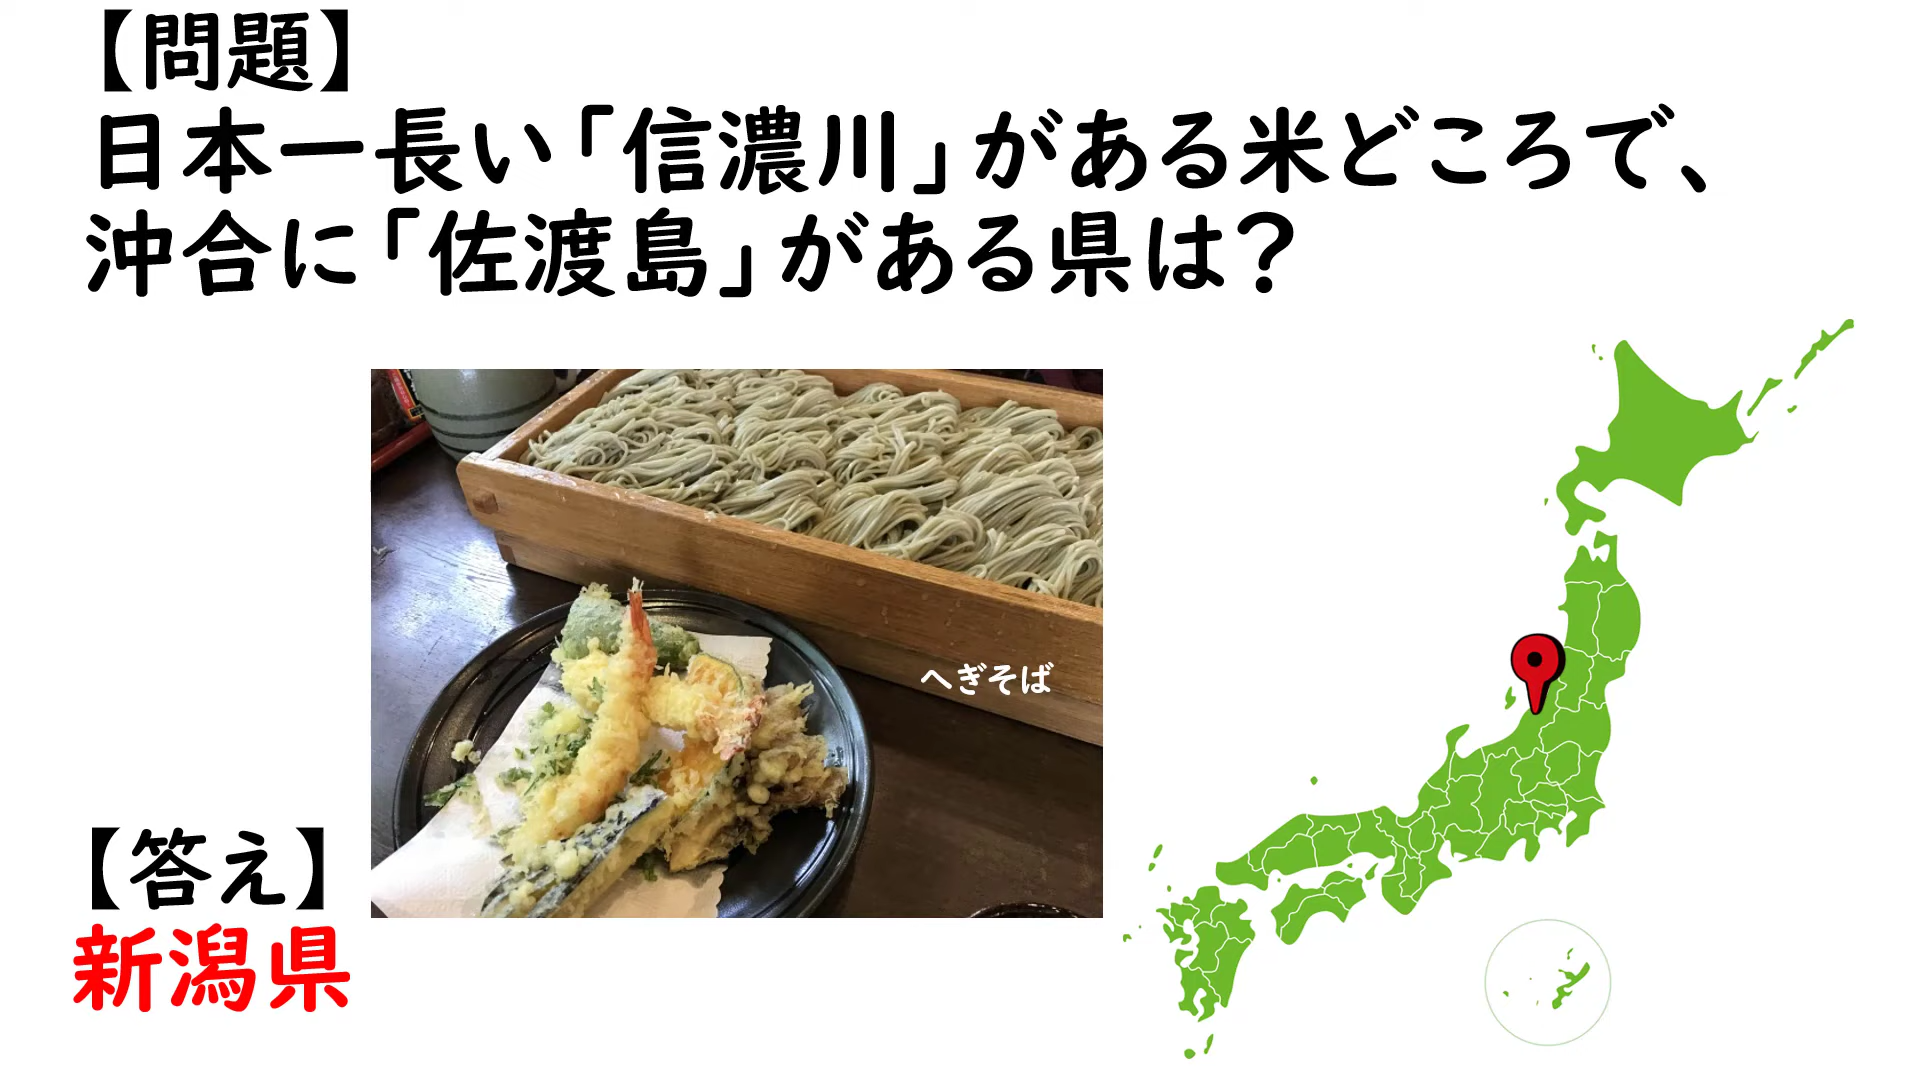 【問題】
日本一長い「信濃川」がある米どころで、
沖合に「佐渡島」がある県は？
へぎそば
【答え】
新潟県